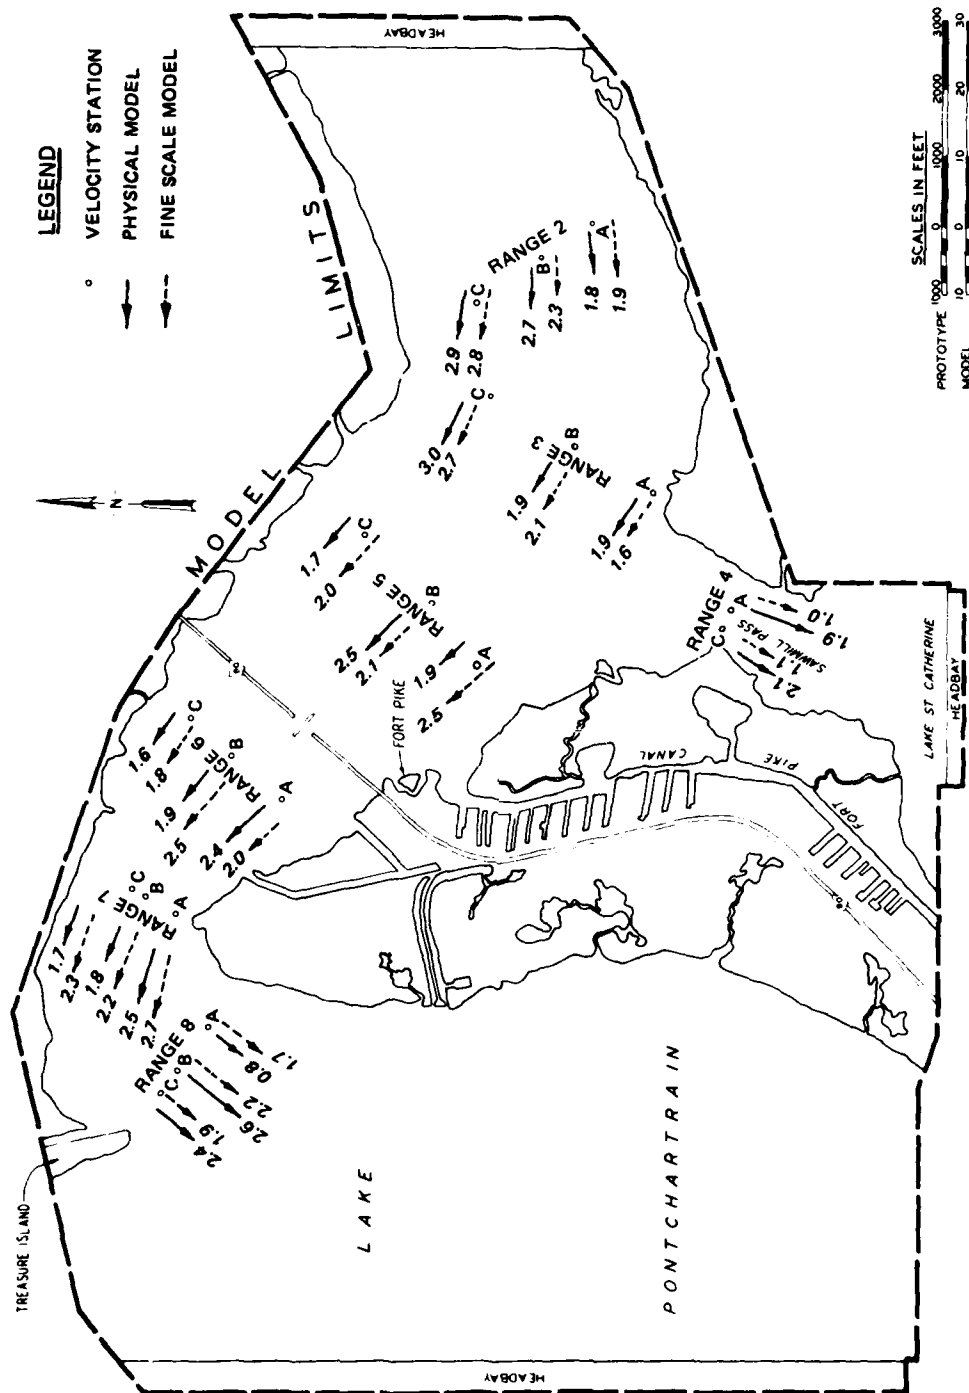 LEGEND
VELOCITY STATION
PHYSICAL MODEL
FINE SCALE MODEL
HEADBAY
MODEL LIMITS
N
TREASURE ISLAND
RANGE 2
C
2.9
2.8
B
2.7
2.3
A
1.8
1.9
RANGE 3
C
3.0
2.7
B
1.9
2.1
A
1.9
1.6
RANGE 4
C
A
2.1
1.1
SAWMILL PASS
1.9
1.0
RANGE 5
C
1.7
2.0
B
2.5
2.1
A
1.9
2.5
RANGE 6
C
1.6
1.8
B
1.9
2.5
A
2.4
2.0
RANGE 7
C
1.7
2.3
B
1.8
2.2
A
2.5
2.7
RANGE 8
C
2.4
1.9
B
2.6
2.2
A
0.8
1.7
FORT PIKE
FORT PIKE CANAL
LAKE
PONTCHARTRAIN
LAKE ST CATHERINE
HEADBAY
HEADBAY
SCALES IN FEET
PROTOTYPE 1000 0 1000 2000 3000
MODEL 10 0 10 20 30